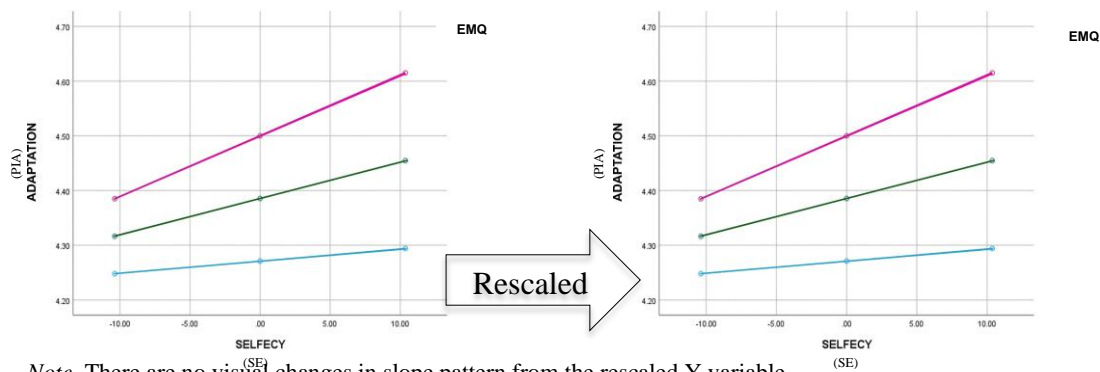 4.70
4.60
4.50
4.40
4.30
4.20
(PIA)
ADAPTATION
-10.00
-5.00
.00
5.00
10.00
SELFECY
(SE)
EMQ
Rescaled
4.70
4.60
4.50
4.40
4.30
4.20
(PIA)
ADAPTATION
-10.00
-5.00
.00
5.00
10.00
SELFECY
(SE)
EMQ
Note. There are no visual changes in slope pattern from the rescaled X variable